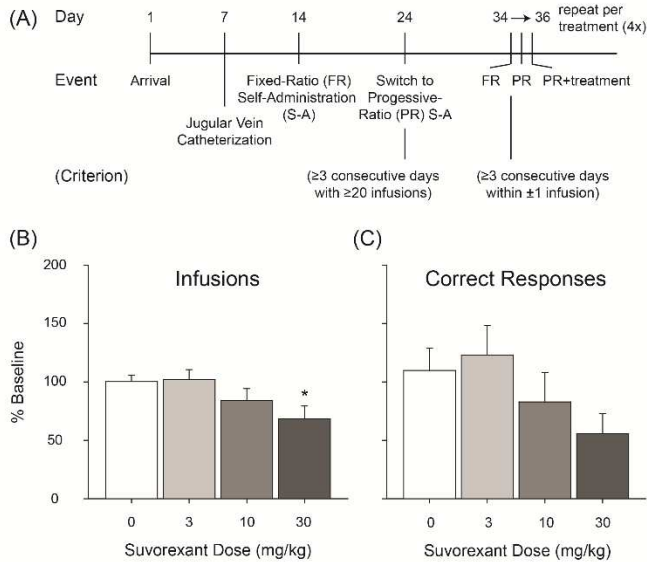 (A)
Day 1 7 14 24 34 → 36 repeat per
treatment (4x)
Event Arrival Fixed-Ratio (FR) Switch to FR PR PR+treatment
Self-Administration Progessive-
(S-A) Ratio (PR) S-A
Jugular Vein
Catheterization
(Criterion) (≥3 consecutive days (≥3 consecutive days
with ≥20 infusions) within ±1 infusion)
(B) (C)
Infusions Correct Responses
% Baseline
200
150
100
50
0
*
0 3 10 30 0 3 10 30
Suvorexant Dose (mg/kg) Suvorexant Dose (mg/kg)